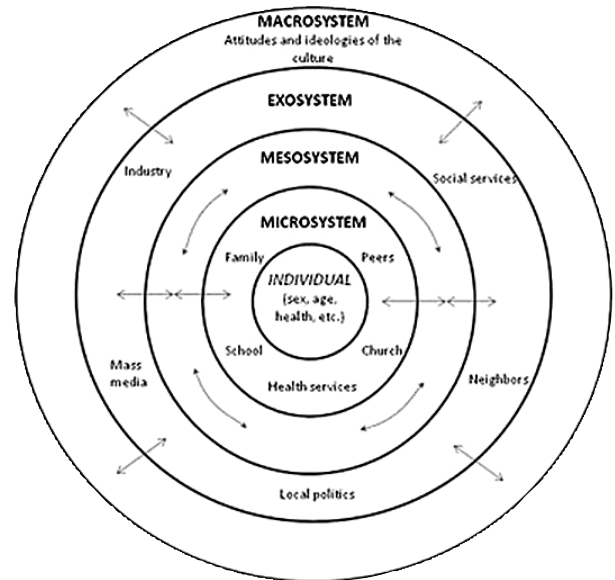 MACROSYSTEM
Attitudes and ideologies of the
culture
EXOSYSTEM
MESOSYSTEM
Industry
Social services
MICROSYSTEM
Family
Peers
INDIVIDUAL
(sex, age,
health, etc.)
School
Church
Mass
media
Health services
Neighbors
Local politics